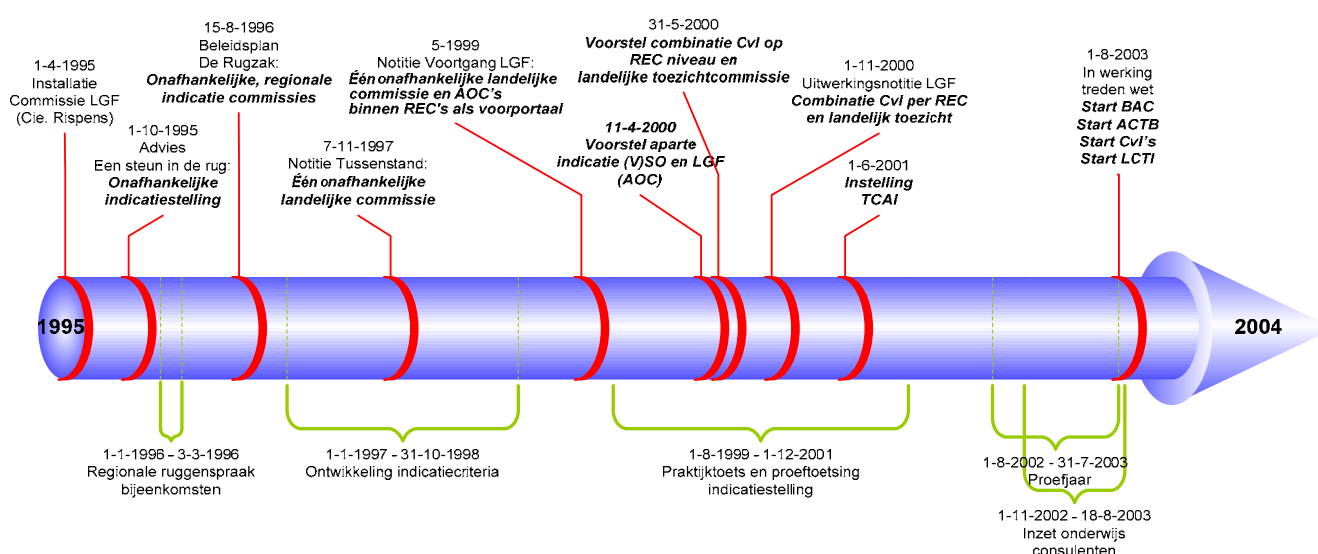 1-4-1995
Installatie
Commissie LGF
(Cie. Rispens)
1-10-1995
Advies
Een steun in de rug:
Onafhankelijke
indicatiestelling
15-8-1996
Beleidsplan
De Rugzak:
Onafhankelijke, regionale
indicatie commissies
7-11-1997
Notitie Tussenstand:
Één onafhankelijke
landelijke commissie
5-1999
Notitie Voortgang LGF:
Één onafhankelijke landelijke
commissie en AOC's
binnen REC's als voorportaal
11-4-2000
Voorstel aparte
indicatie (V)SO en LGF
(AOC)
31-5-2000
Voorstel combinatie CvI op
REC niveau en
landelijke toezichtcommissie
1-11-2000
Uitwerkingsnotitie LGF
Combinatie CvI per REC
en landelijk toezicht
1-6-2001
Instelling
TCAI
1-8-2003
In werking
treden wet
Start BAC
Start ACTB
Start CvI's
Start LCTI
1995
2004
1-1-1996 - 3-3-1996
Regionale ruggenspraak
bijeenkomsten
1-1-1997 - 31-10-1998
Ontwikkeling indicatiecriteria
1-8-1999 - 1-12-2001
Praktijktoets en proeftoetsing
indicatiestelling
1-8-2002 - 31-7-2003
Proefjaar
1-11-2002 - 18-8-2003
Inzet onderwijs
consulenten